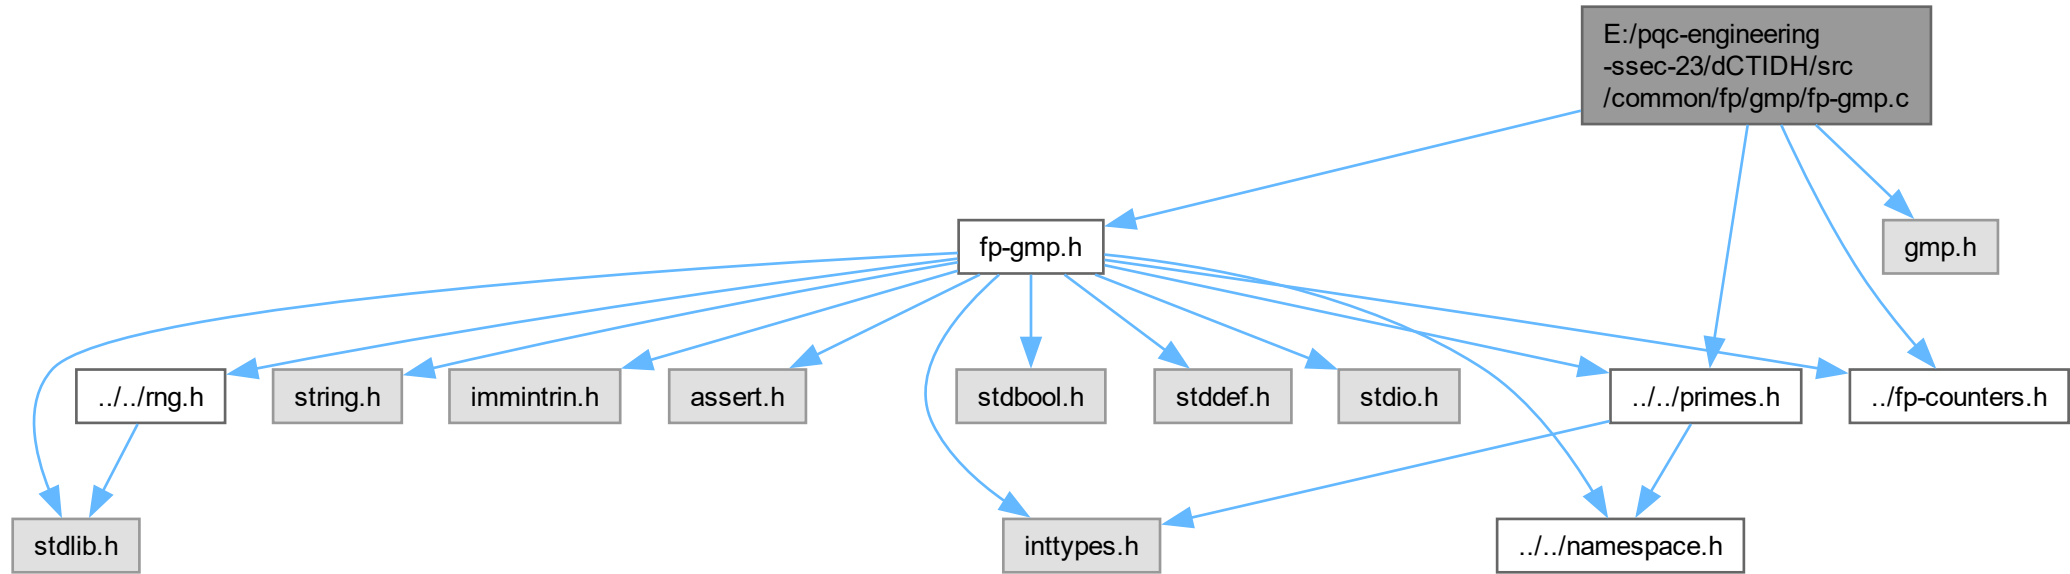 E:/pqc-engineering
-ssec-23/dCTIDH/src
/common/fp/gmp/fp-gmp.c
fp-gmp.h
gmp.h
../../rng.h
string.h
immintrin.h
assert.h
stdbool.h
stddef.h
stdio.h
../../primes.h
../fp-counters.h
stdlib.h
inttypes.h
../../namespace.h